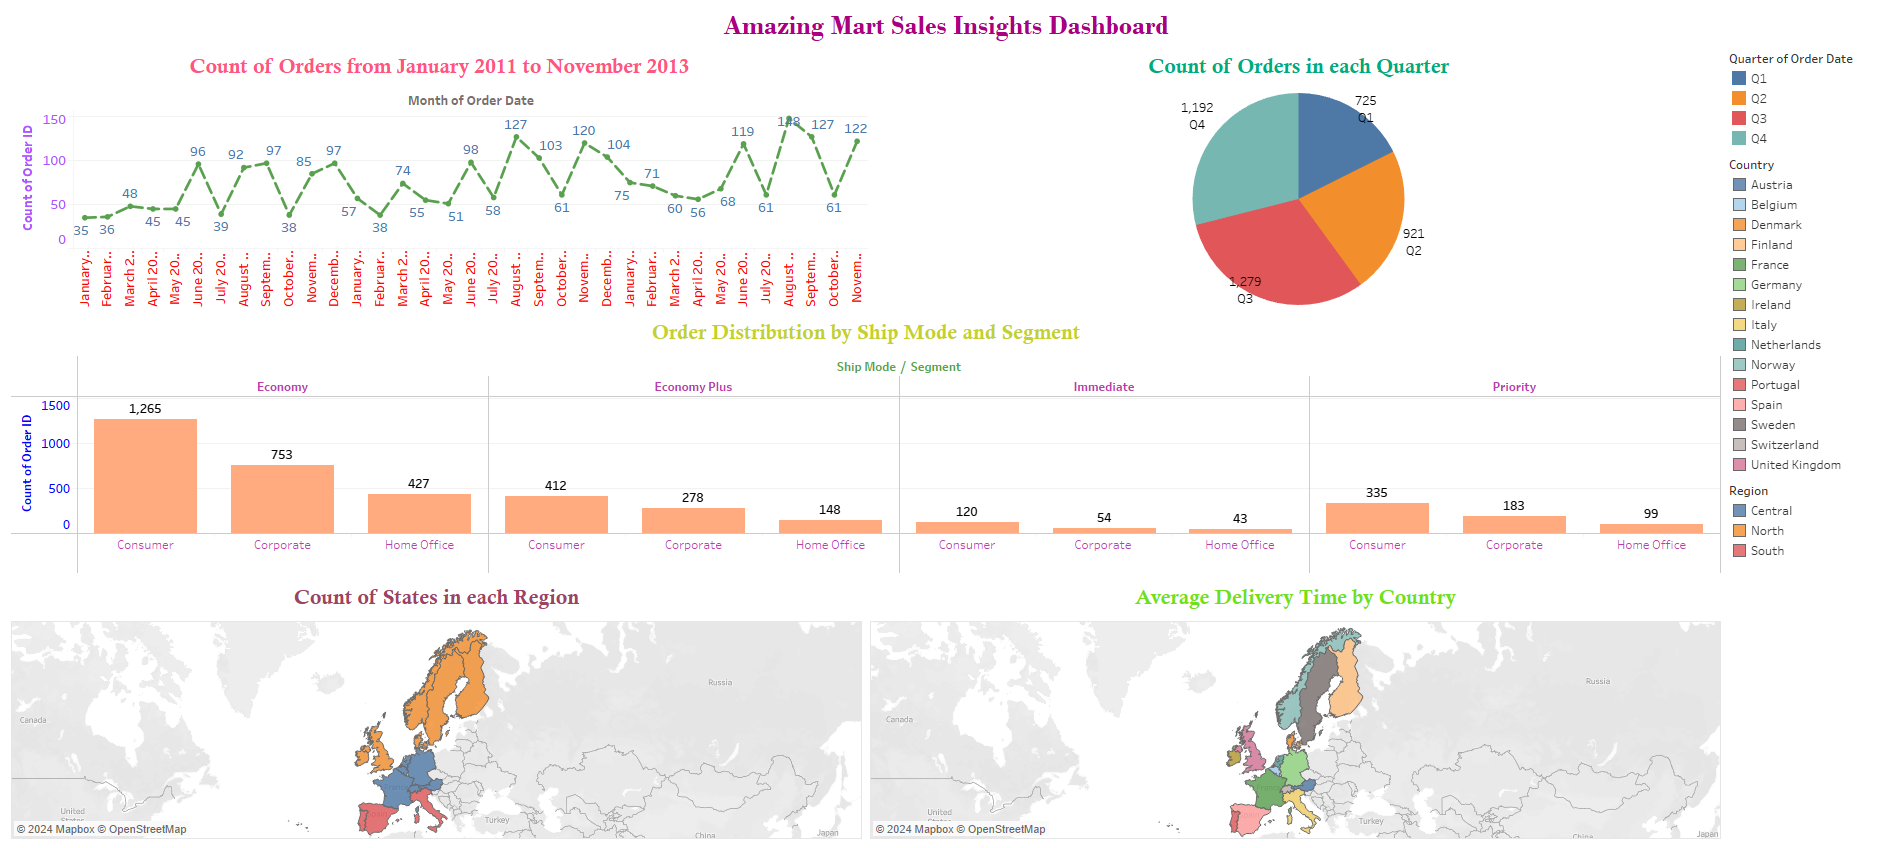 Amazing Mart Sales Insights Dashboard
Count of Orders from January 2011 to November 2013
Month of Order Date
Count of Order ID
150
100
50
0
35
36
48
45
45
96
39
92
97
38
85
97
57
38
74
55
51
98
58
127
103
61
120
104
75
71
60
56
68
119
61
148
127
61
122
January..
Februar..
March 2..
April 20..
May 20..
June 20..
July 20..
August ..
Septem..
October..
Novem..
Decemb..
January..
Februar..
March 2..
April 20..
May 20..
June 20..
July 20..
August ..
Septem..
October..
Novem..
Decemb..
January..
Februar..
March 2..
April 20..
May 20..
June 20..
July 20..
August ..
Septem..
October..
Novem..
Count of Orders in each Quarter
725
Q1
921
Q2
1,279
Q3
1,192
Q4
Quarter of Order Date
Q1
Q2
Q3
Q4
Country
Austria
Belgium
Denmark
Finland
France
Germany
Ireland
Italy
Netherlands
Norway
Portugal
Spain
Sweden
Switzerland
United Kingdom
Region
Central
North
South
Order Distribution by Ship Mode and Segment
Ship Mode / Segment
Economy
Economy Plus
Immediate
Priority
Count of Order ID
1500
1000
500
0
1,265
753
427
412
278
148
120
54
43
335
183
99
Consumer
Corporate
Home Office
Consumer
Corporate
Home Office
Consumer
Corporate
Home Office
Consumer
Corporate
Home Office
Count of States in each Region
Russia
Canada
United
Turkey
China
Japan
© 2024 Mapbox © OpenStreetMap
Average Delivery Time by Country
Russia
Canada
United
Turkey
China
Japan
© 2024 Mapbox © OpenStreetMap